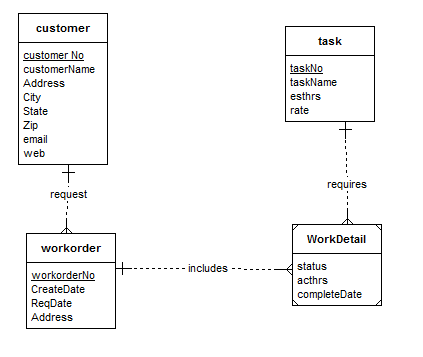 customer
customer No
customerName
Address
City
State
Zip
email
web
task
taskNo
taskName
esthrs
rate
request
requires
workorder
workorderNo
CreateDate
ReqDate
Address
includes
WorkDetail
status
acthrs
completeDate